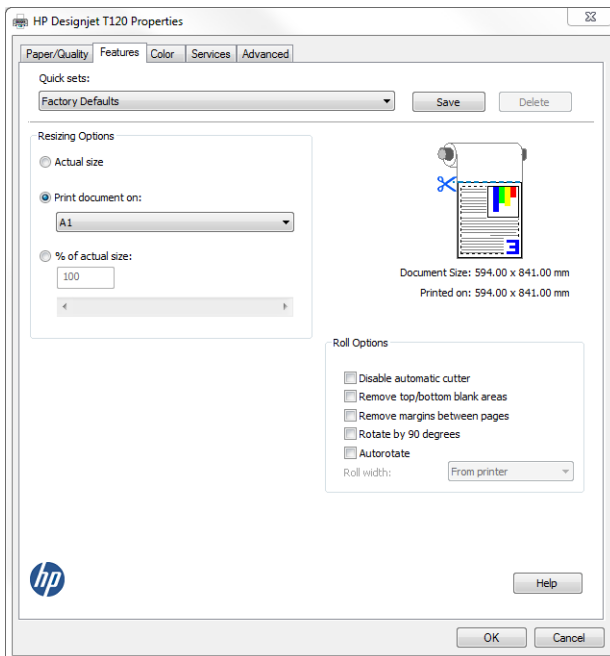 HP Designjet T120 Properties
Paper/Quality Features Color Services Advanced
Quick sets:
Factory Defaults Save Delete
Resizing Options
Actual size
Print document on:
A1
% of actual size:
100
3
Document Size: 594.00 x 841.00 mm
Printed on: 594.00 x 841.00 mm
Roll Options
Disable automatic cutter
Remove top/bottom blank areas
Remove margins between pages
Rotate by 90 degrees
Autorotate
Roll width: From printer
hp
Help
OK Cancel